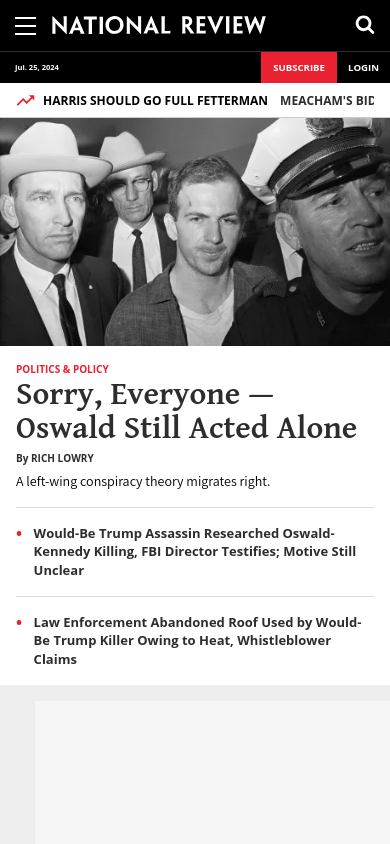 NATIONAL REVIEW
Jul. 25, 2024
SUBSCRIBE
LOGIN
HARRIS SHOULD GO FULL FETTERMAN
MEACHAM'S BID
POLITICS & POLICY
Sorry, Everyone —
Oswald Still Acted Alone
By RICH LOWRY
A left-wing conspiracy theory migrates right.
Would-Be Trump Assassin Researched Oswald-
Kennedy Killing, FBI Director Testifies; Motive Still
Unclear
Law Enforcement Abandoned Roof Used by Would-
Be Trump Killer Owing to Heat, Whistleblower
Claims